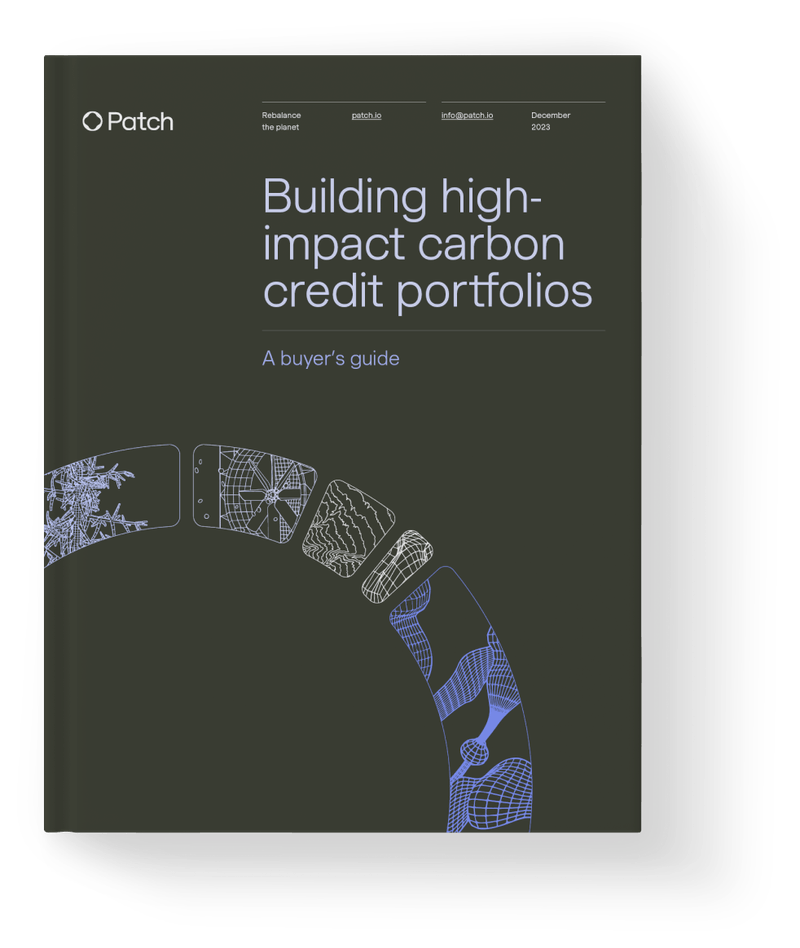 Patch
Rebalance
the planet
patch.io
info@patch.io
December
2023
Building high-
impact carbon
credit portfolios
A buyer's guide